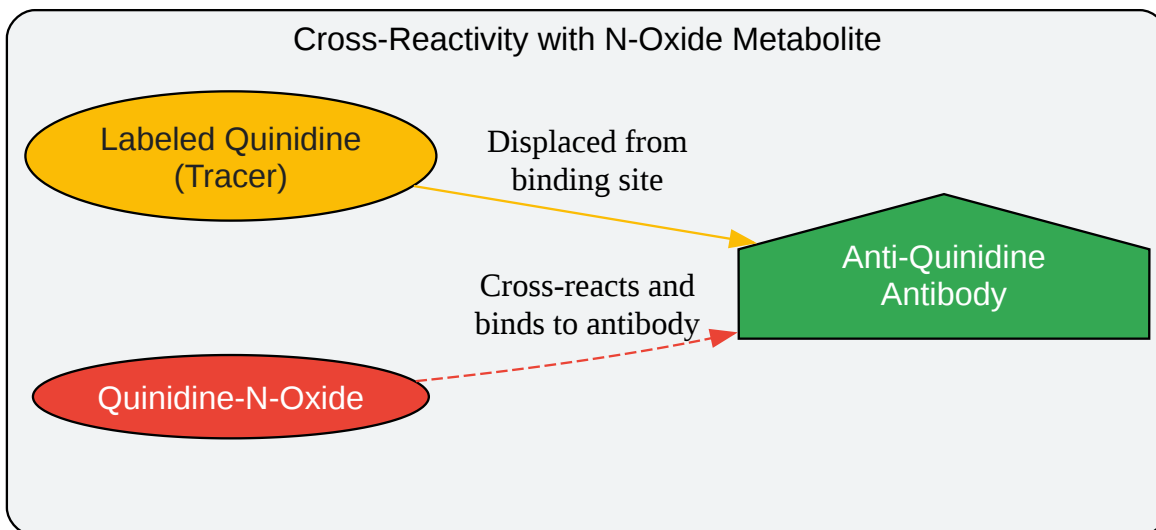 Cross-Reactivity with N-Oxide Metabolite
Labeled Quinidine
(Tracer)
Displaced from
binding site
Anti-Quinidine
Antibody
Cross-reacts and
binds to antibody
Quinidine-N-Oxide